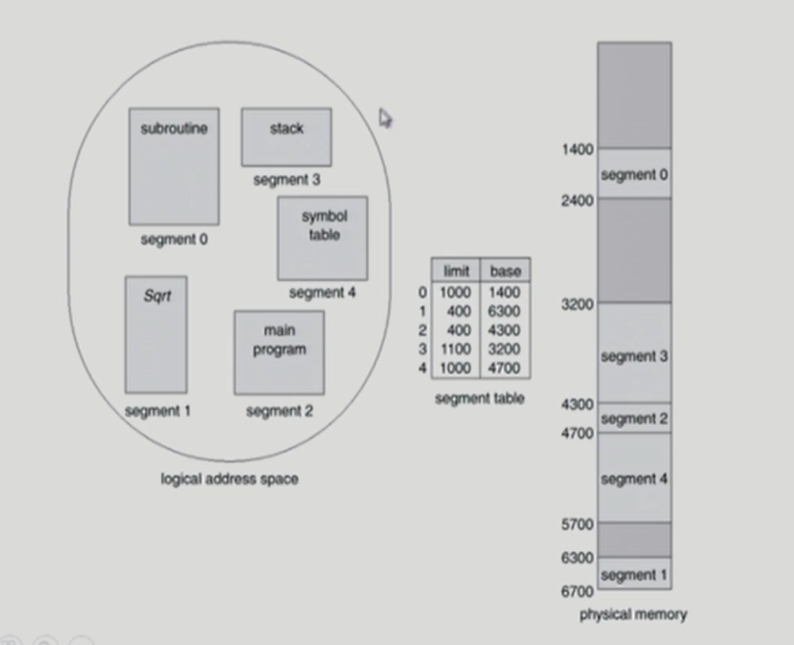 subroutine
stack
segment 3
segment 0
symbol
table
segment 4
Sqrt
main
program
segment 1
segment 2
logical address space
limit base
0 1000 1400
1 400 6300
2 400 4300
3 1100 3200
4 1000 4700
segment table
1400
segment 0
2400
3200
segment 3
4300
segment 2
4700
segment 4
5700
6300
segment 1
6700
physical memory